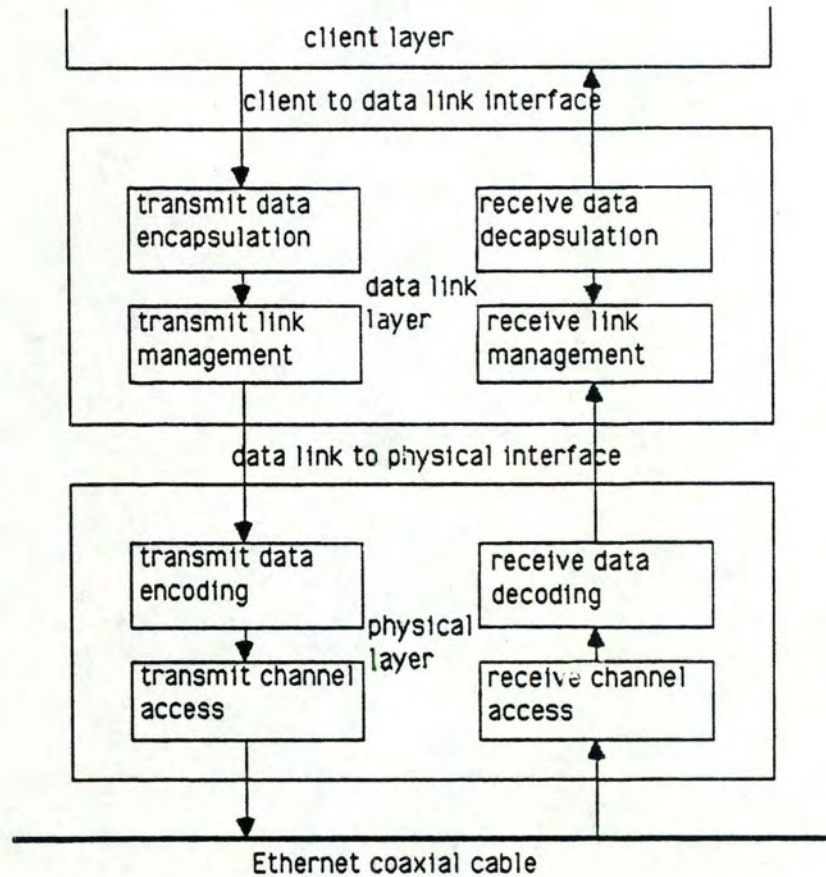 client layer
client to data link interface
transmit data
encapsulation
receive data
decapsulation
data link
layer
transmit link
management
receive link
management
data link to physical interface
transmit data
encoding
receive data
decoding
physical
layer
transmit channel
access
receive channel
access
Ethernet coaxial cable